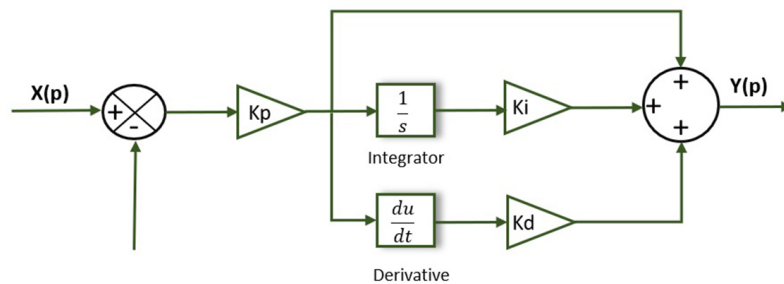 X(p)
+
-
Kp
1
s
Integrator
Ki
+
+
+
Y(p)
du
dt
Derivative
Kd